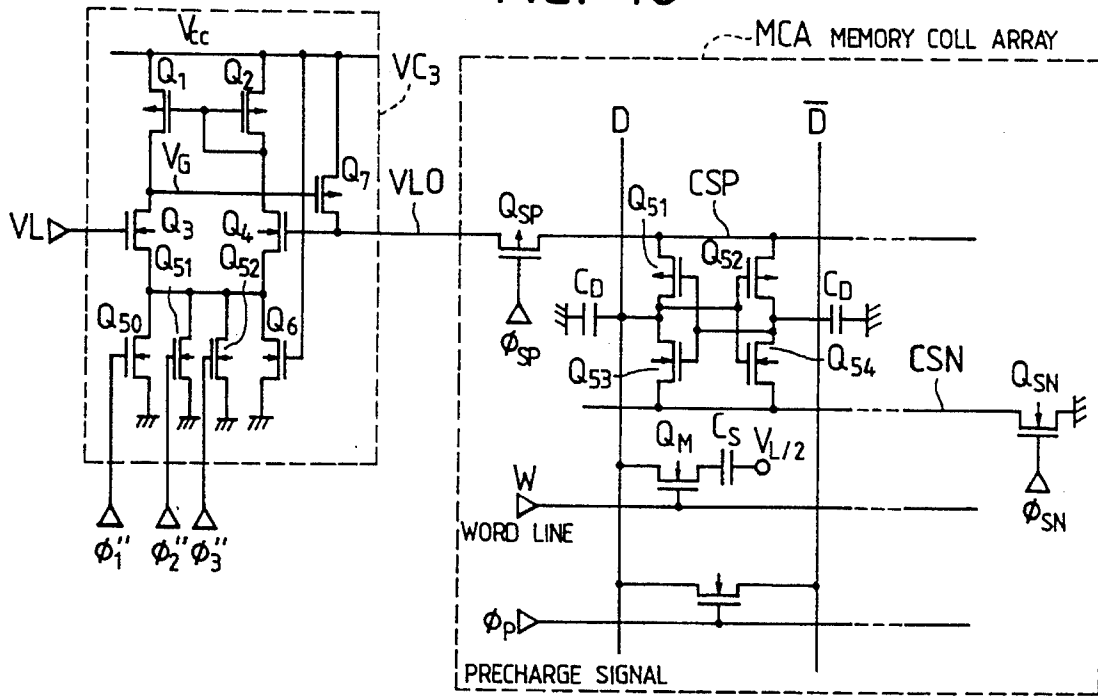 MCA MEMORY COLL ARRAY
Vcc
VC3
Q1
Q2
D
D̅
VG
Q7
VLO
CSP
VL
Q3
Q4
QSP
Q51
Q52
Q51
Q52
CD
CD
Q50
Q6
φSP
Q53
Q54
CSN
QSN
QM
CS
VL/2
W
WORD LINE
φSN
φ1''
φ2''
φ3''
φP
PRECHARGE SIGNAL